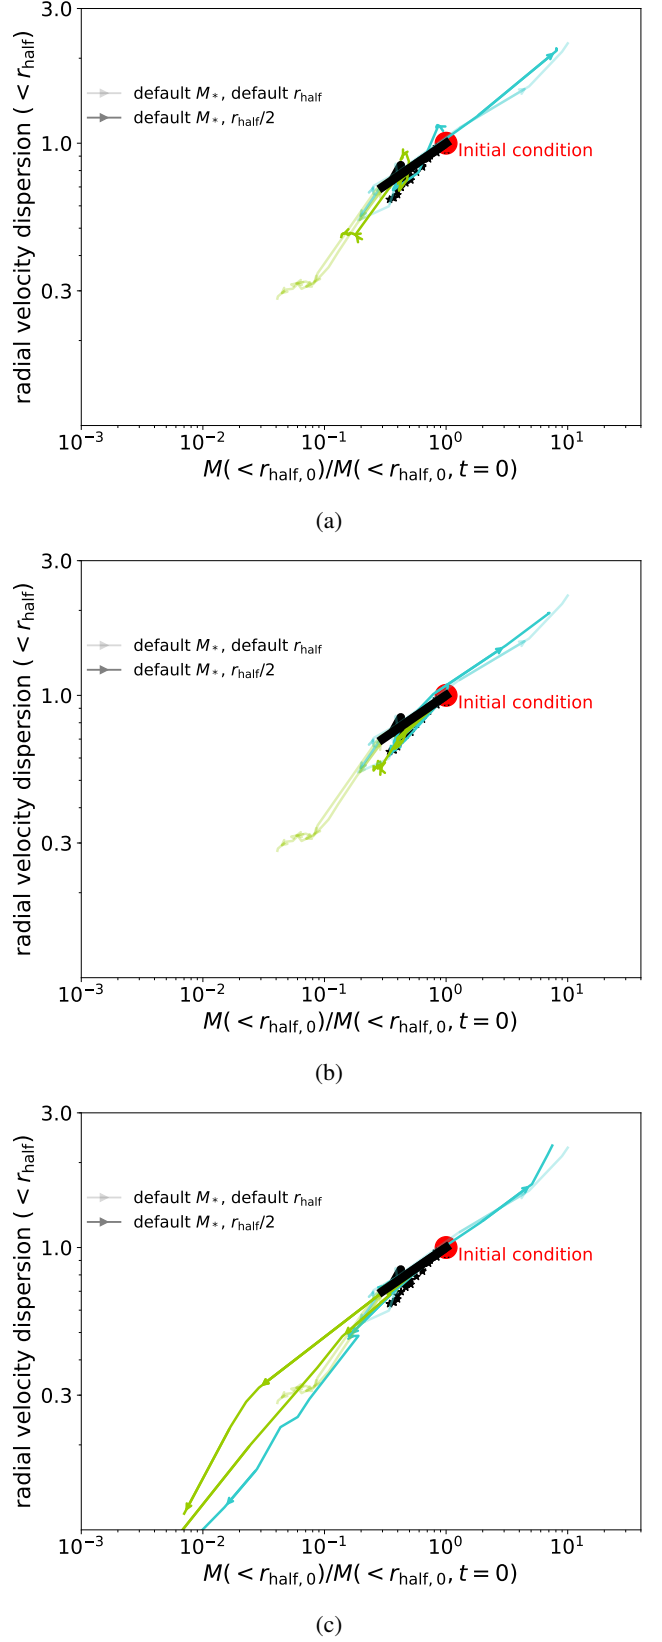 3.0
1.0
0.3
radial velocity dispersion (< r_half)
default M_*, default r_half
default M_*, r_half/2
Initial condition
10^−3 10^−2 10^−1 10^0 10^1
M(< r_half, 0)/M(< r_half, 0, t = 0)
(a)
3.0
1.0
0.3
radial velocity dispersion (< r_half)
default M_*, default r_half
default M_*, r_half/2
Initial condition
10^−3 10^−2 10^−1 10^0 10^1
M(< r_half, 0)/M(< r_half, 0, t = 0)
(b)
3.0
1.0
0.3
radial velocity dispersion (< r_half)
default M_*, default r_half
default M_*, r_half/2
Initial condition
10^−3 10^−2 10^−1 10^0 10^1
M(< r_half, 0)/M(< r_half, 0, t = 0)
(c)